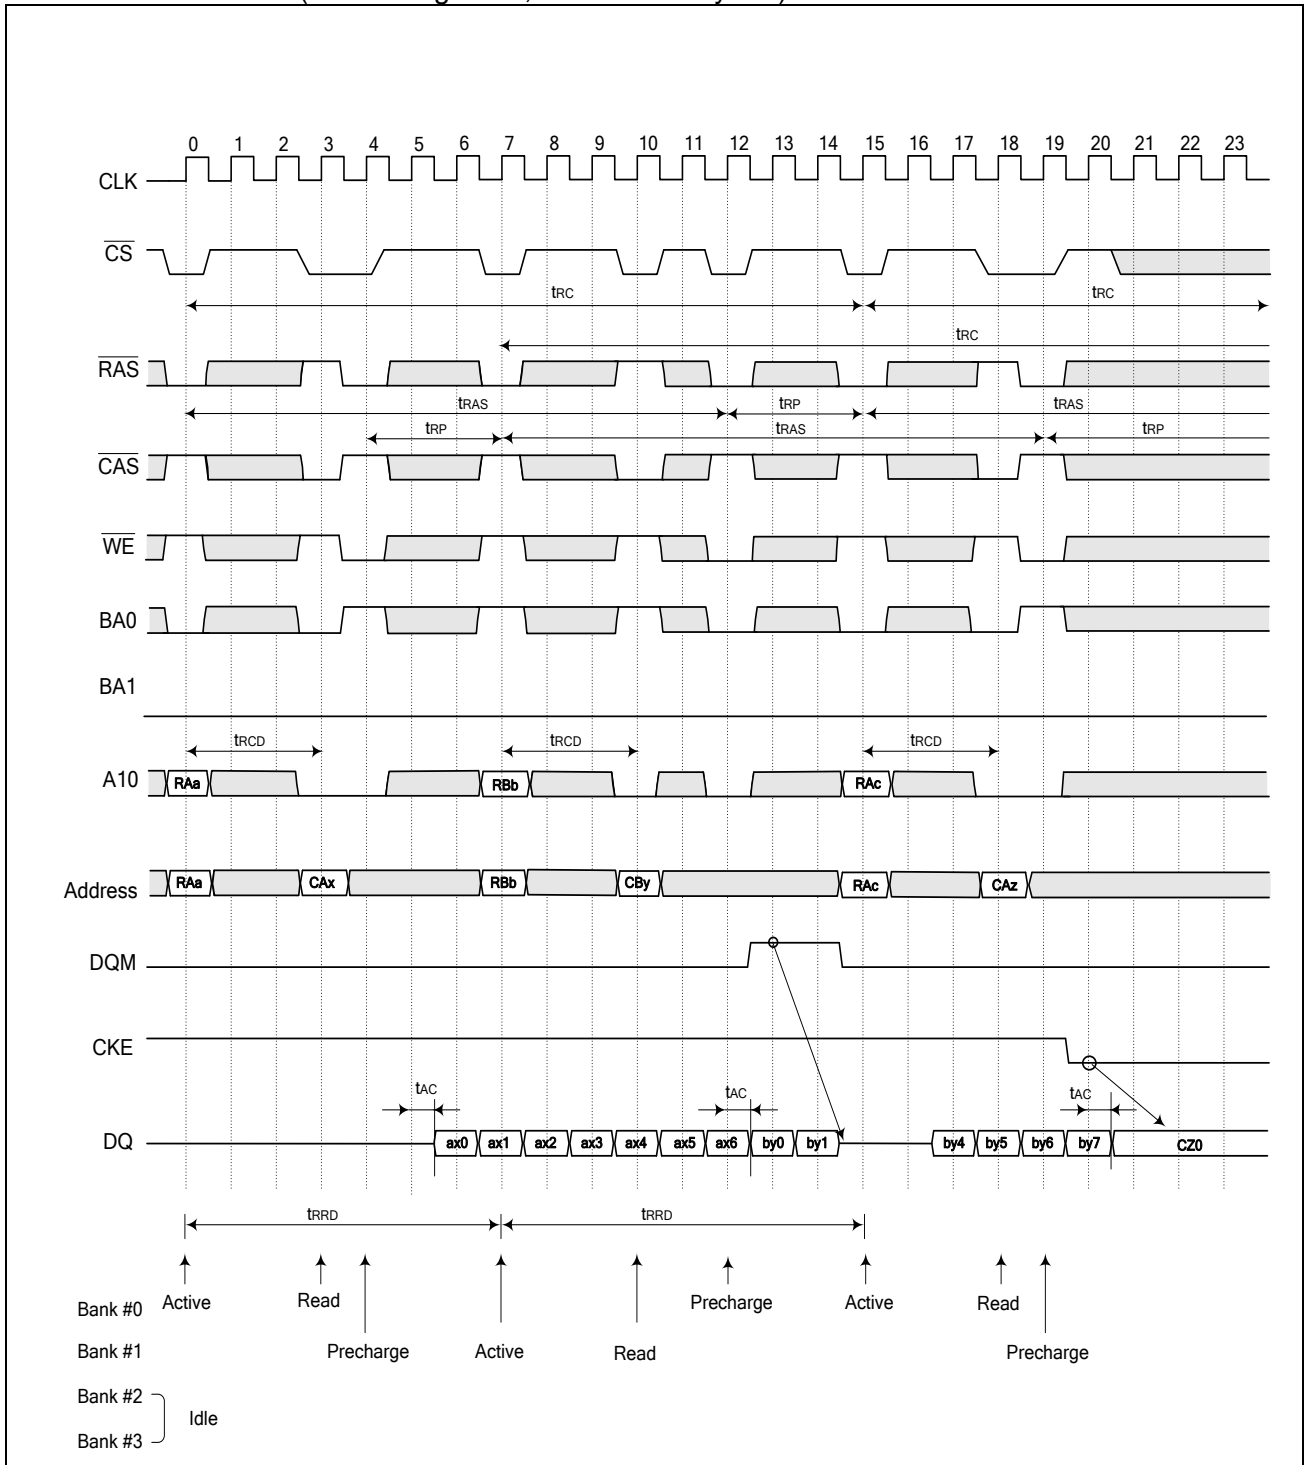 0 1 2 3 4 5 6 7 8 9 10 11 12 13 14 15 16 17 18 19 20 21 22 23
CLK
CS
tRC tRC
tRC
RAS
tRAS tRP tRAS
tRP tRAS tRP
CAS
WE
BA0
BA1
tRCD tRCD tRCD
A10 RAa RBb RAc
Address RAa CAx RBb CBy RAc CAz
DQM
CKE
tAC tAC tAC
DQ ax0 ax1 ax2 ax3 ax4 ax5 ax6 by0 by1 by4 by5 by6 by7 CZ0
tRRD tRRD
Bank #0 Active Read Precharge Active Read
Bank #1 Precharge Active Read Precharge
Bank #2
Idle
Bank #3